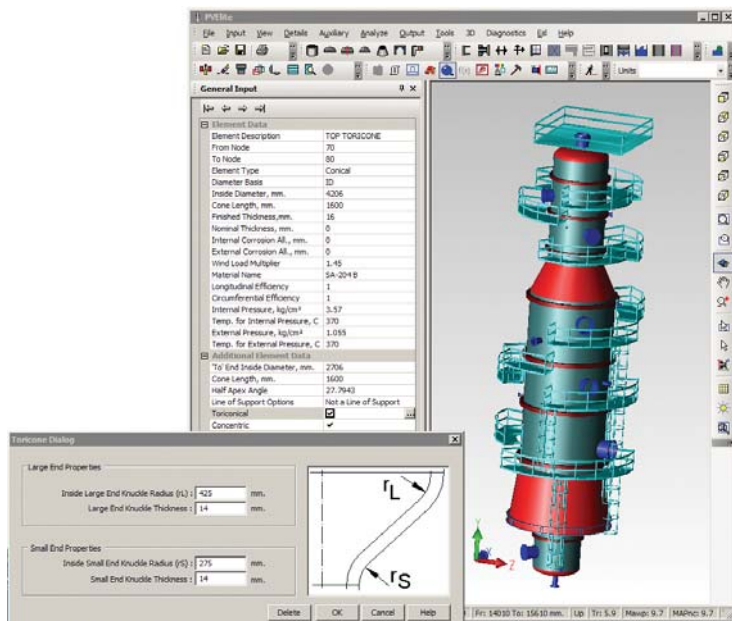 PVElite
File Input View Details Auxiliary Analyze Output Tools 3D Diagnostics Esl Help
Units
General Input
Element Data
Element Description TOP TORICONE
From Node 70
To Node 80
Element Type Conical
Diameter Basis ID
Inside Diameter, mm. 4206
Cone Length, mm. 1600
Finished Thickness,mm. 16
Nominal Thickness, mm. 0
Internal Corrosion All., mm. 0
External Corrosion All., mm. 0
Wind Load Multiplier 1.45
Material Name SA-204 B
Longitudinal Efficiency 1
Circumferential Efficiency 1
Internal Pressure, kg/cm² 3.57
Temp. for Internal Pressure, C 370
External Pressure, kg/cm² 1.055
Temp. for External Pressure, C 370
Additional Element Data
'To' End Inside Diameter, mm. 2706
Cone Length, mm. 1600
Half Apex Angle 27.7943
Line of Support Options Not a Line of Support
Toriconical
Concentric
Toricone Dialog
Large End Properties
Inside Large End Knuckle Radius (rL) : 425 mm.
Large End Knuckle Thickness : 14 mm.
Small End Properties
Inside Small End Knuckle Radius (rS) : 275 mm.
Small End Knuckle Thickness : 14 mm.
rL
rS
Delete OK Cancel Help
Y
X
Z
Fr: 14010 To: 15610 mm. Up Tr: 5.9 Mawp: 9.7 MAPnc: 9.7